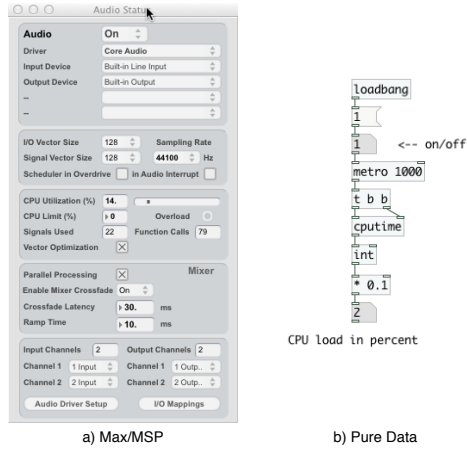 Audio Status
Audio On
Driver Core Audio
Input Device Built-in Line Input
Output Device Built-in Output
–
–
I/O Vector Size 128 Sampling Rate
Signal Vector Size 128 44100 Hz
Scheduler in Overdrive in Audio Interrupt
CPU Utilization (%) 14.
CPU Limit (%) 0 Overload
Signals Used 22 Function Calls 79
Vector Optimization
Parallel Processing Mixer
Enable Mixer Crossfade On
Crossfade Latency 30. ms
Ramp Time 10. ms
Input Channels 2 Output Channels 2
Channel 1 1 Input Channel 1 1 Outp..
Channel 2 2 Input Channel 2 2 Outp..
Audio Driver Setup I/O Mappings
a) Max/MSP
loadbang
1
1 <-- on/off
metro 1000
t b b
cputime
int
* 0.1
2
CPU load in percent
b) Pure Data